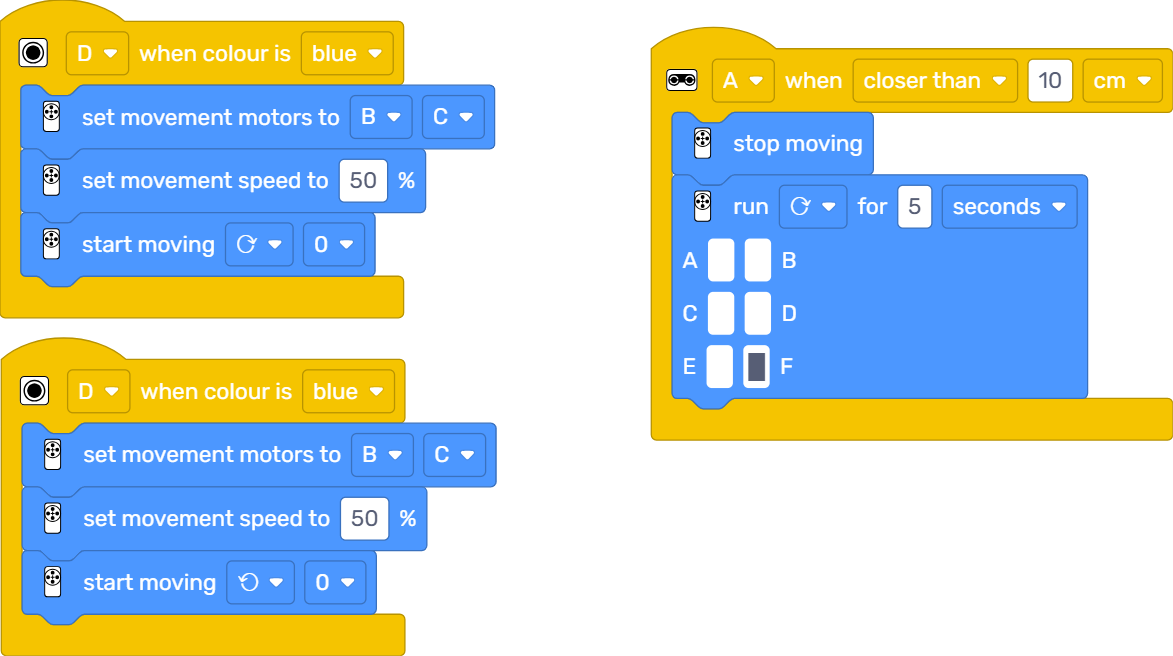 D when colour is blue
set movement motors to B C
set movement speed to 50 %
start moving 0
D when colour is blue
set movement motors to B C
set movement speed to 50 %
start moving 0
A when closer than 10 cm
stop moving
run for 5 seconds
A B
C D
E F